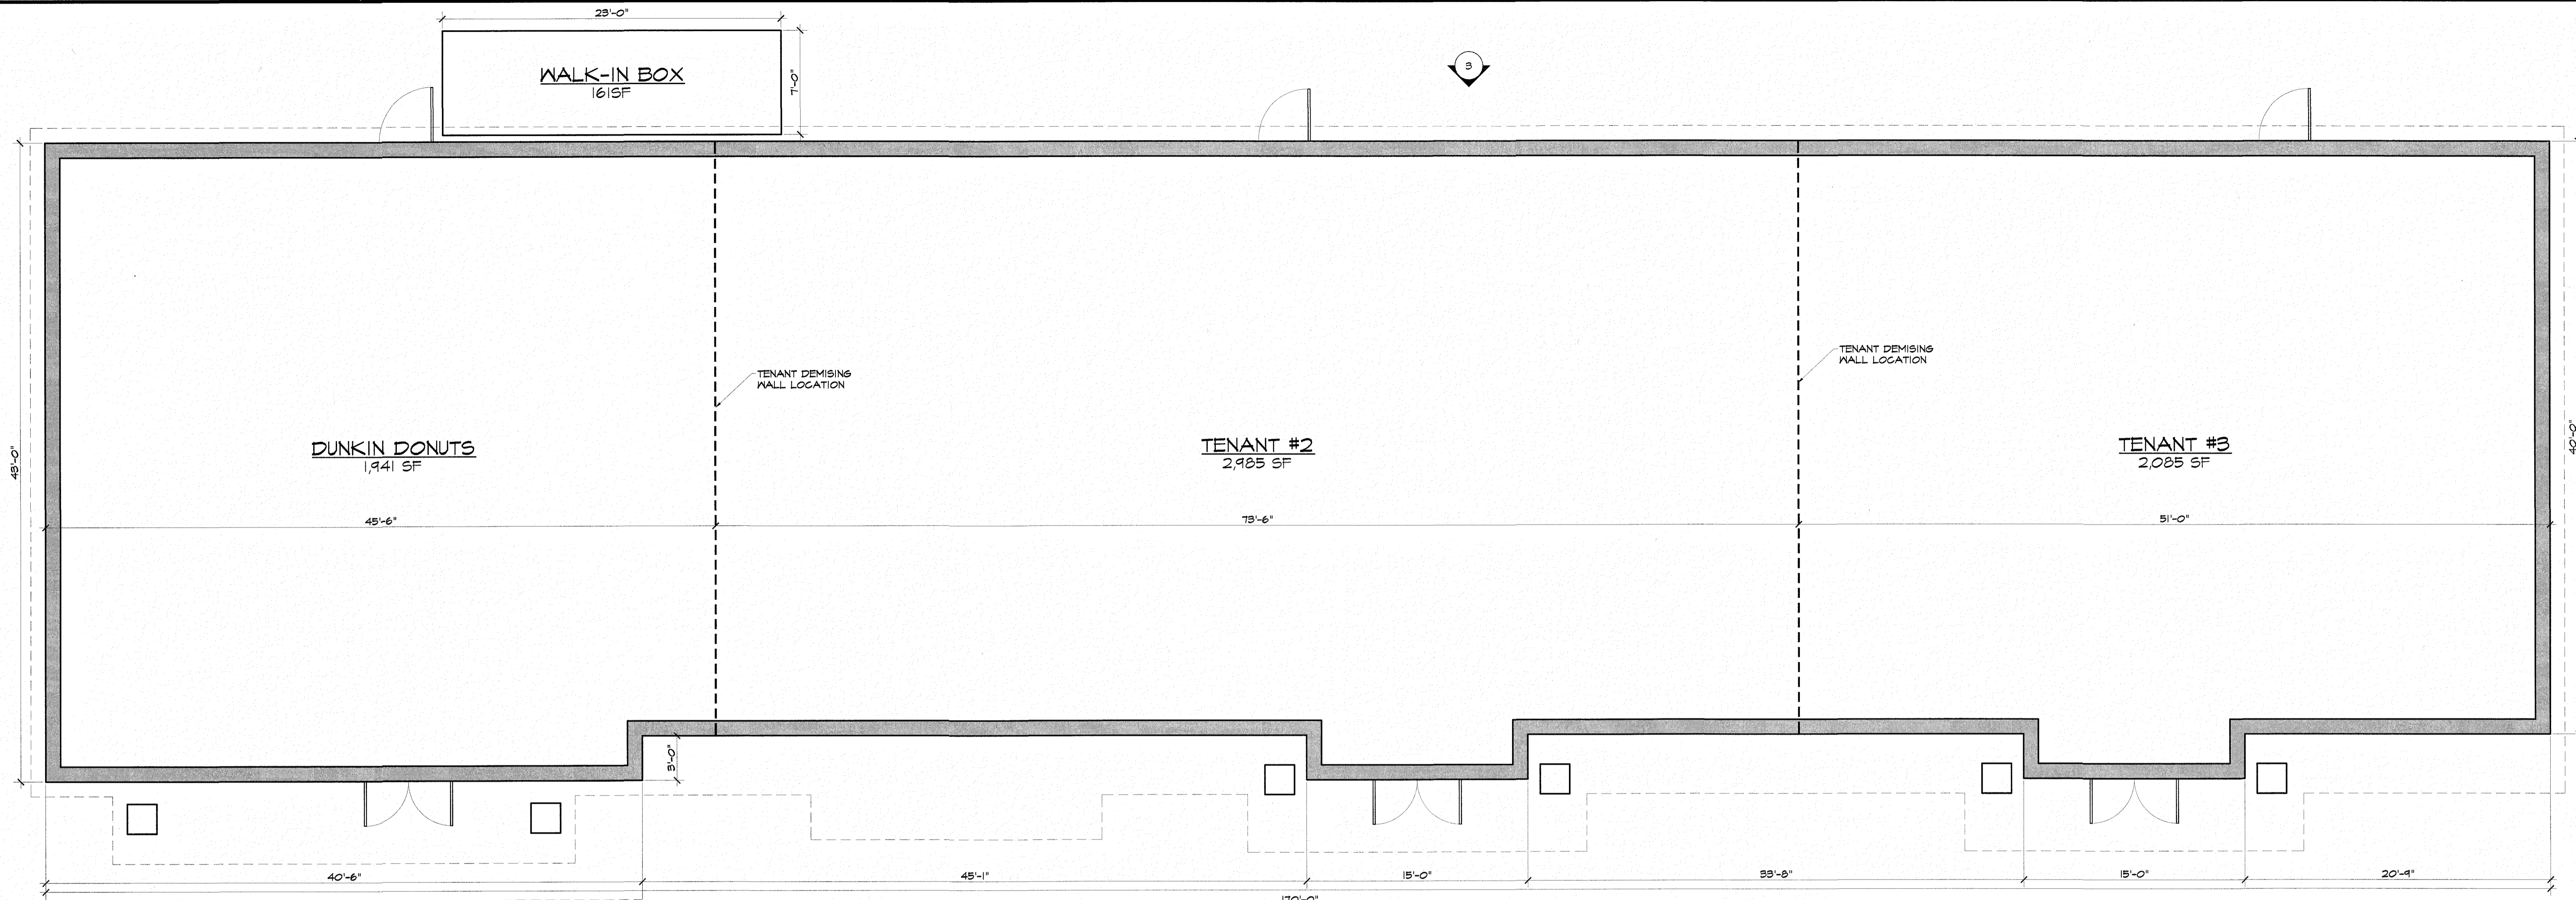 23'-0"
WALK-IN BOX
161SF
7'-0"
3
TENANT DEMISING
WALL LOCATION
TENANT DEMISING
WALL LOCATION
43'-0"
DUNKIN DONUTS
1,941 SF
TENANT #2
2,985 SF
TENANT #3
2,085 SF
40'-0"
45'-6"
73'-6"
51'-0"
3'-0"
40'-6"
45'-1"
15'-0"
33'-8"
15'-0"
20'-9"
170'-0"